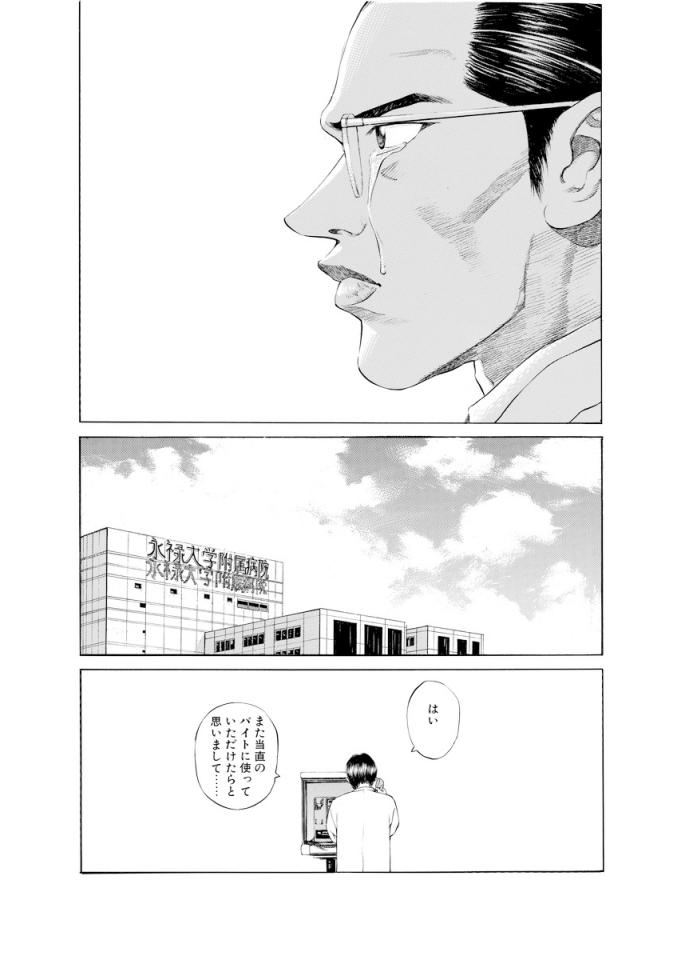 永禄大学附属病院
はい
また当直の
バイトに使って
いただけたらと
思いまして……